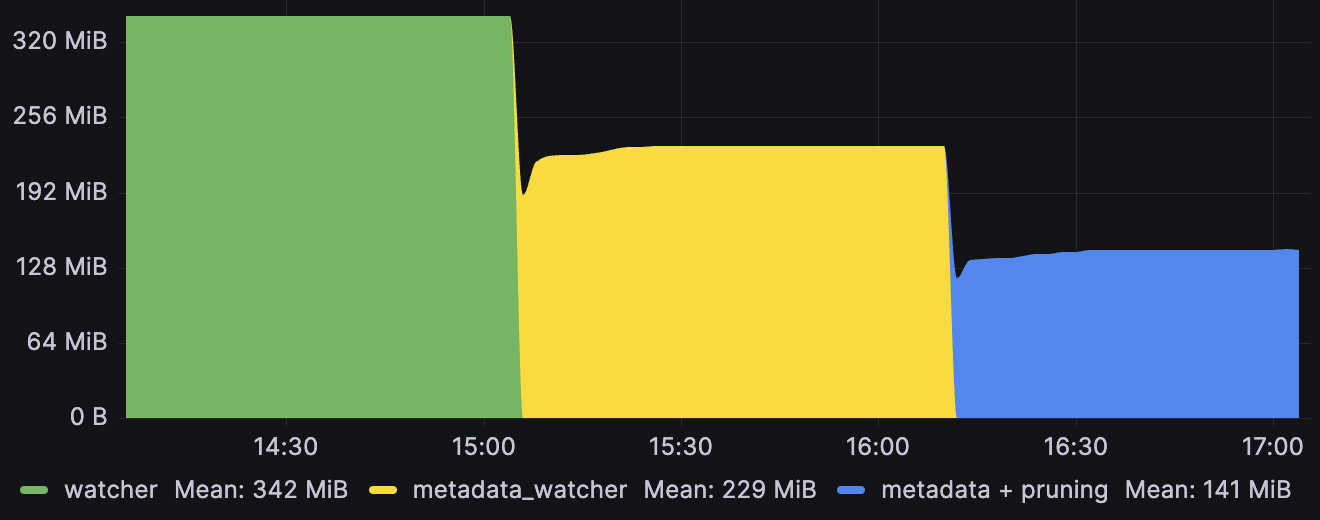 320 MiB
256 MiB
192 MiB
128 MiB
64 MiB
0 B
14:30 15:00 15:30 16:00 16:30 17:00
watcher Mean: 342 MiB metadata_watcher Mean: 229 MiB metadata + pruning Mean: 141 MiB